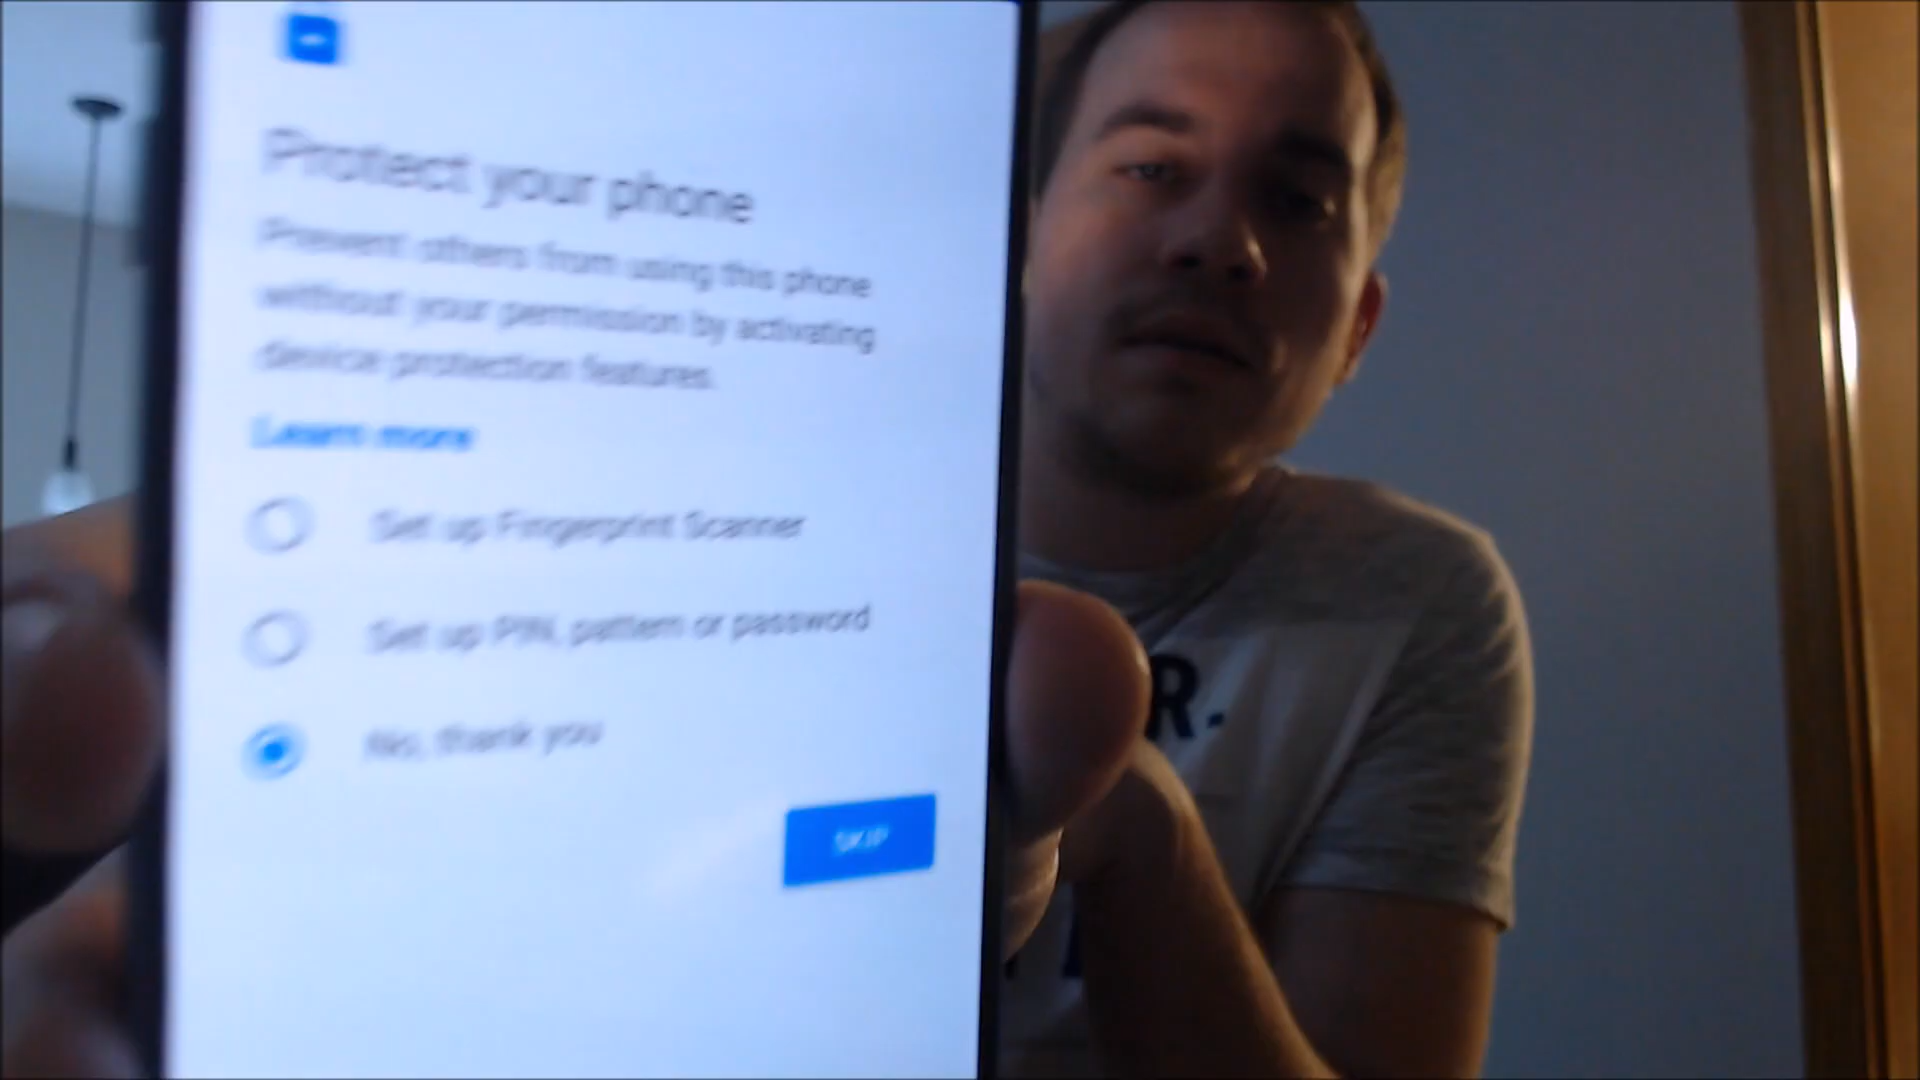 Protect your phone
Prevent others from using this phone
without your permission by activating
device protection features.
Learn more
Set up Fingerprint Scanner
Set up PIN, pattern or password
No, thank you
SKIP
R.